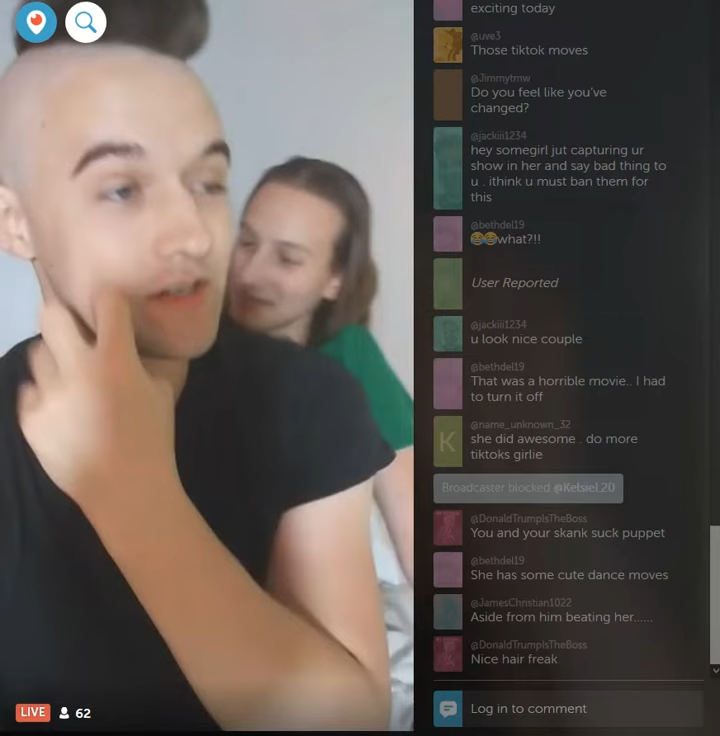 exciting today
@uve3
Those tiktok moves
@Jimmytmw
Do you feel like you've
changed?
@jackiii1234
hey somegirl jut capturing ur
show in her and say bad thing to
u . ithink u must ban them for
this
@bethdel19
😂😂what?!!
User Reported
@jackiii1234
u look nice couple
@bethdel19
That was a horrible movie.. I had
to turn it off
@name_unknown_32
K
she did awesome . do more
tiktoks girlie
Broadcaster blocked @KelsieL20
@DonaldTrumpIsTheBoss
You and your skank suck puppet
@bethdel19
She has some cute dance moves
@JamesChristian1022
Aside from him beating her......
@DonaldTrumpIsTheBoss
Nice hair freak
LIVE 62
Log in to comment